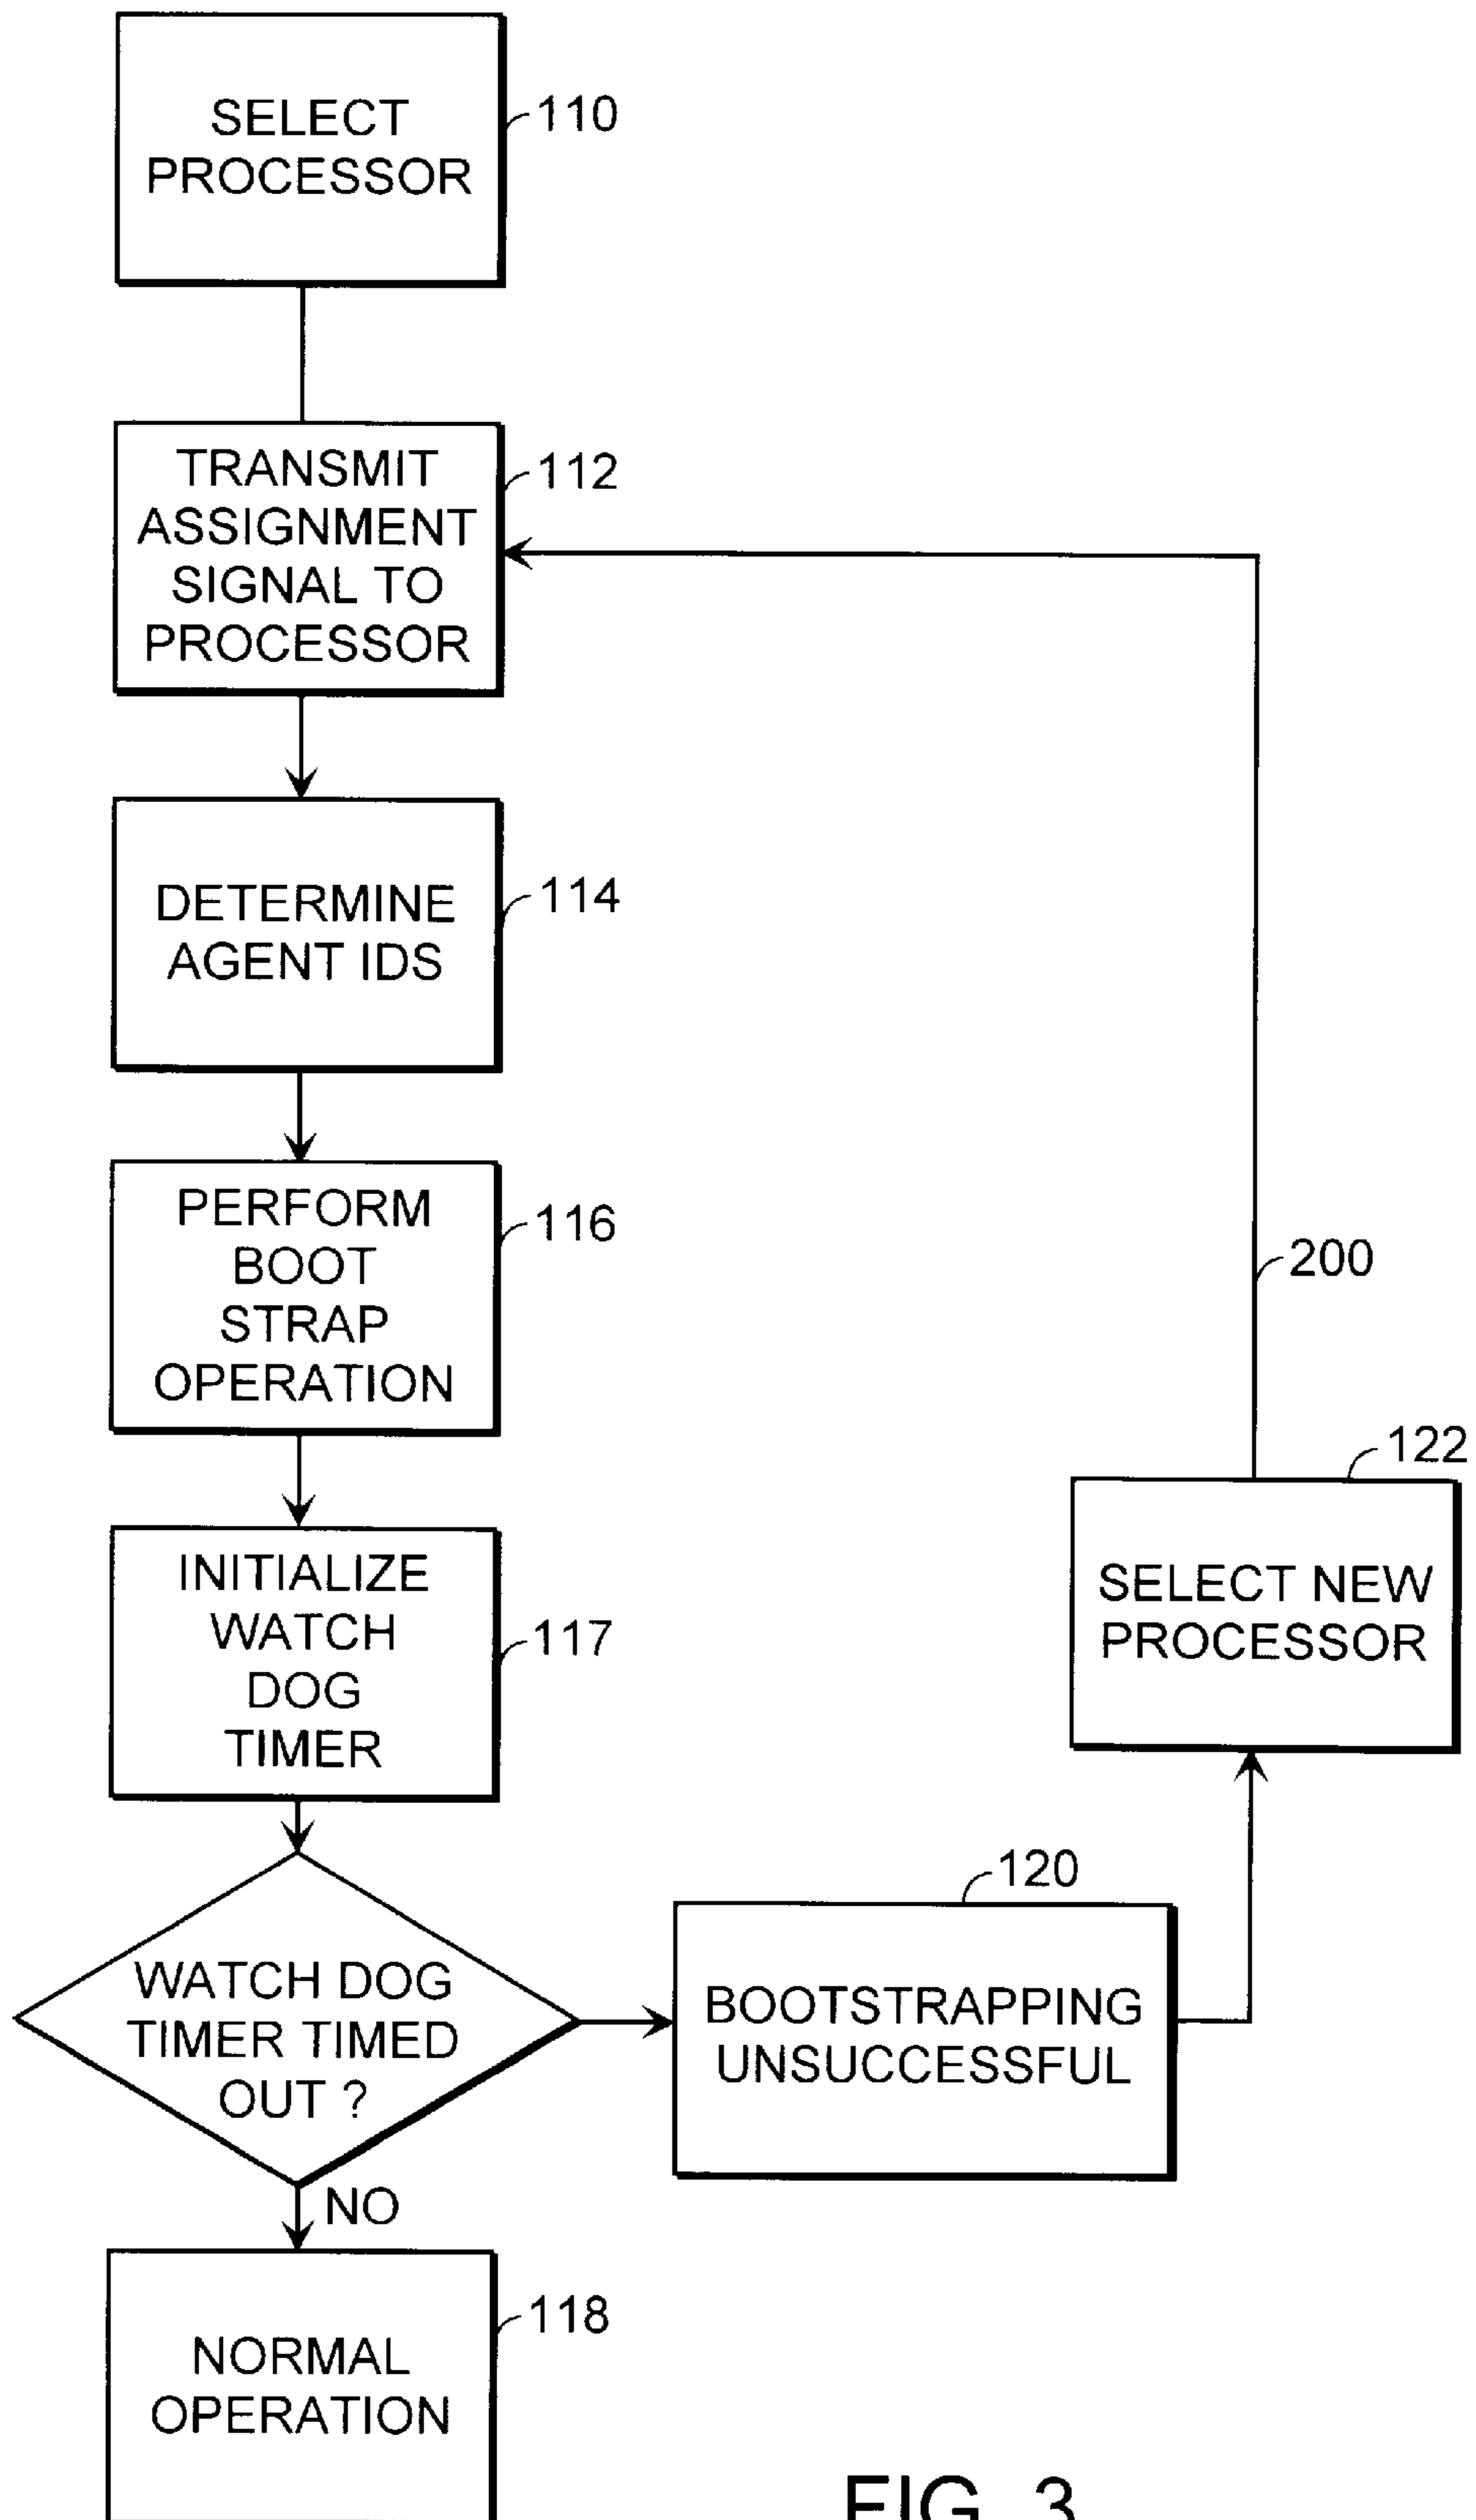 SELECT
PROCESSOR
110
TRANSMIT
ASSIGNMENT
SIGNAL TO
PROCESSOR
112
DETERMINE
AGENT IDS
114
PERFORM
BOOT
STRAP
OPERATION
116
200
122
SELECT NEW
PROCESSOR
INITIALIZE
WATCH
DOG
TIMER
117
WATCH DOG
TIMER TIMED
OUT ?
120
BOOTSTRAPPING
UNSUCCESSFUL
NO
NORMAL
OPERATION
118
FIG. 3